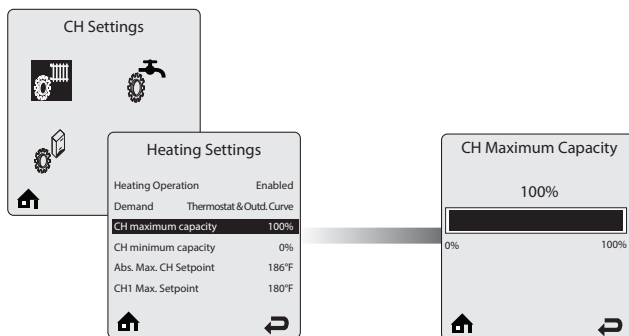 CH Settings
Heating Settings
Heating Operation Enabled
Demand Thermostat & Outd. Curve
CH maximum capacity 100%
CH minimum capacity 0%
Abs. Max. CH Setpoint 186°F
CH1 Max. Setpoint 180°F
CH Maximum Capacity
100%
0% 100%